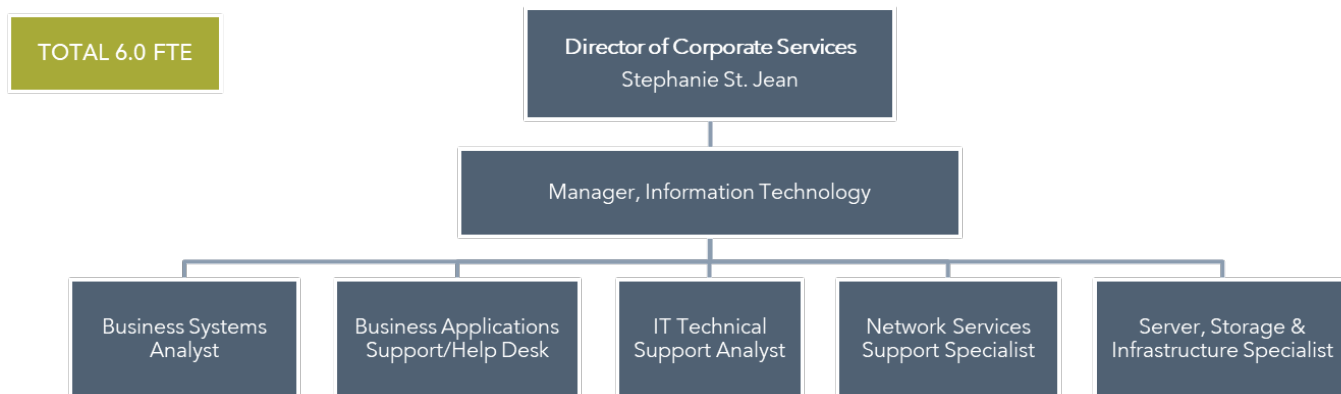 TOTAL 6.0 FTE
Director of Corporate Services
Stephanie St. Jean
Manager, Information Technology
Business Systems
Analyst
Business Applications
Support/Help Desk
IT Technical
Support Analyst
Network Services
Support Specialist
Server, Storage &
Infrastructure Specialist